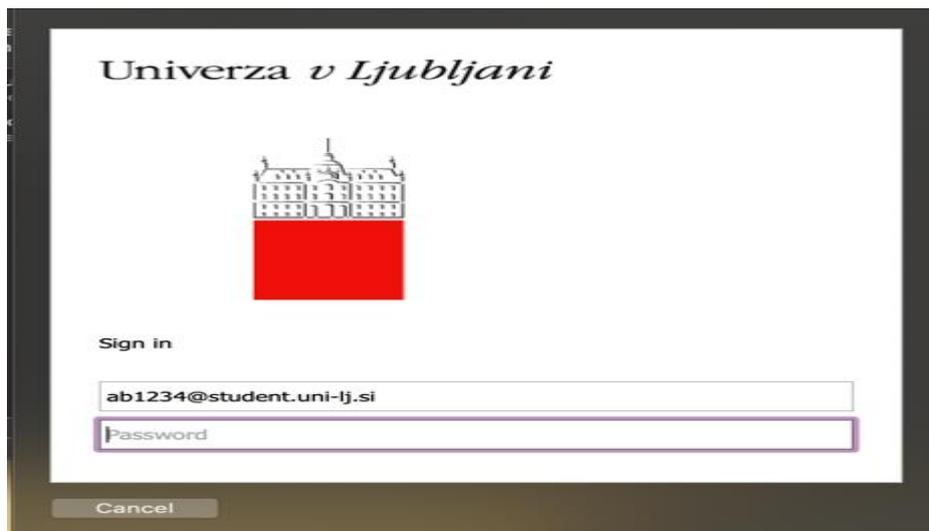 Univerza v Ljubljani
Sign in
ab1234@student.uni-lj.si
Password
Cancel